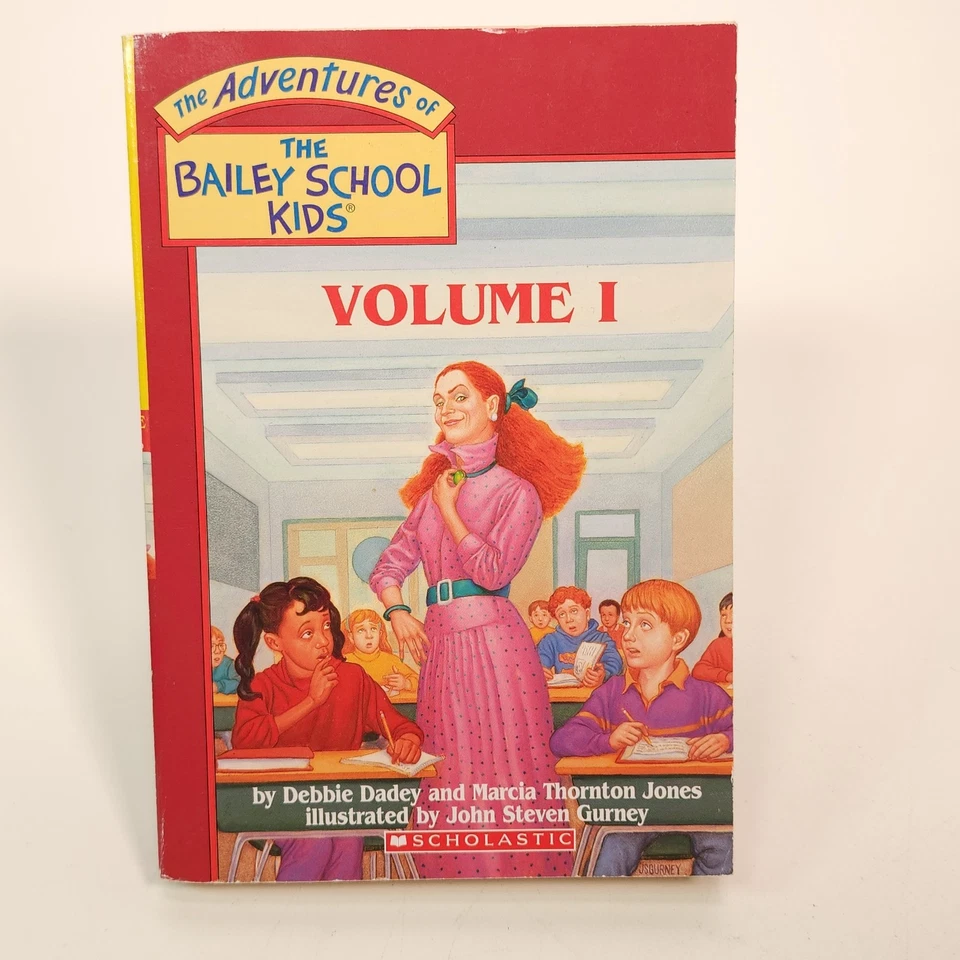 The Adventures of
THE
BAILEY SCHOOL
KIDS®
VOLUME I
by Debbie Dadey and Marcia Thornton Jones
illustrated by John Steven Gurney
SCHOLASTIC
JSGURNEY